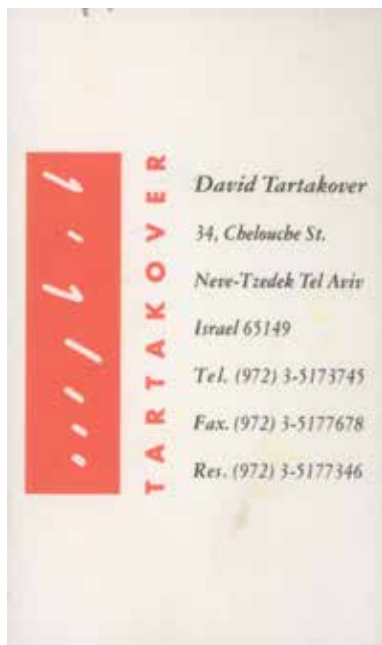 TARTAKOVER
David Tartakover
34, Chelouche St.
Neve-Tzedek Tel Aviv
Israel 65149
Tel. (972) 3-5173745
Fax. (972) 3-5177678
Res. (972) 3-5177346